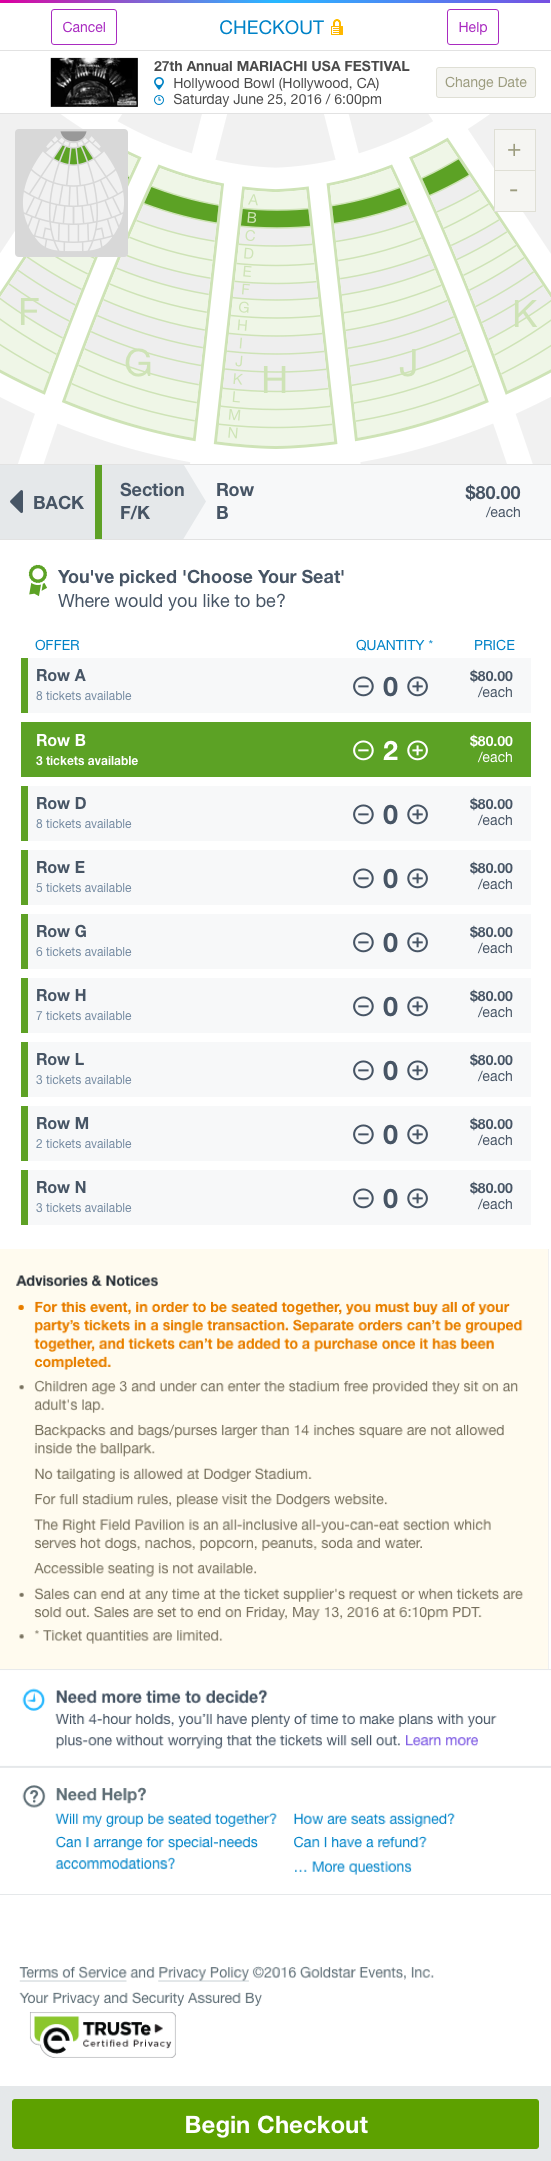 Cancel
CHECKOUT
Help
27th Annual MARIACHI USA FESTIVAL
Hollywood Bowl (Hollywood, CA)
Saturday June 25, 2016 / 6:00pm
Change Date
+
-
A
B
C
D
E
F
G
H
I
J
K
L
M
N
F
G
H
J
K
BACK
Section
F/K
Row
B
$80.00
/each
You've picked 'Choose Your Seat'
Where would you like to be?
OFFER QUANTITY * PRICE
Row A
8 tickets available
0
$80.00
/each
Row B
3 tickets available
2
$80.00
/each
Row D
8 tickets available
0
$80.00
/each
Row E
5 tickets available
0
$80.00
/each
Row G
6 tickets available
0
$80.00
/each
Row H
7 tickets available
0
$80.00
/each
Row L
3 tickets available
0
$80.00
/each
Row M
2 tickets available
0
$80.00
/each
Row N
3 tickets available
0
$80.00
/each
Advisories & Notices
• For this event, in order to be seated together, you must buy all of your
party's tickets in a single transaction. Separate orders can't be grouped
together, and tickets can't be added to a purchase once it has been
completed.
• Children age 3 and under can enter the stadium free provided they sit on an
adult's lap.
Backpacks and bags/purses larger than 14 inches square are not allowed
inside the ballpark.
No tailgating is allowed at Dodger Stadium.
For full stadium rules, please visit the Dodgers website.
The Right Field Pavilion is an all-inclusive all-you-can-eat section which
serves hot dogs, nachos, popcorn, peanuts, soda and water.
Accessible seating is not available.
• Sales can end at any time at the ticket supplier's request or when tickets are
sold out. Sales are set to end on Friday, May 13, 2016 at 6:10pm PDT.
• * Ticket quantities are limited.
Need more time to decide?
With 4-hour holds, you'll have plenty of time to make plans with your
plus-one without worrying that the tickets will sell out. Learn more
Need Help?
Will my group be seated together?
Can I arrange for special-needs
accommodations?
How are seats assigned?
Can I have a refund?
... More questions
Terms of Service and Privacy Policy ©2016 Goldstar Events, Inc.
Your Privacy and Security Assured By
TRUSTe
Certified Privacy
Begin Checkout